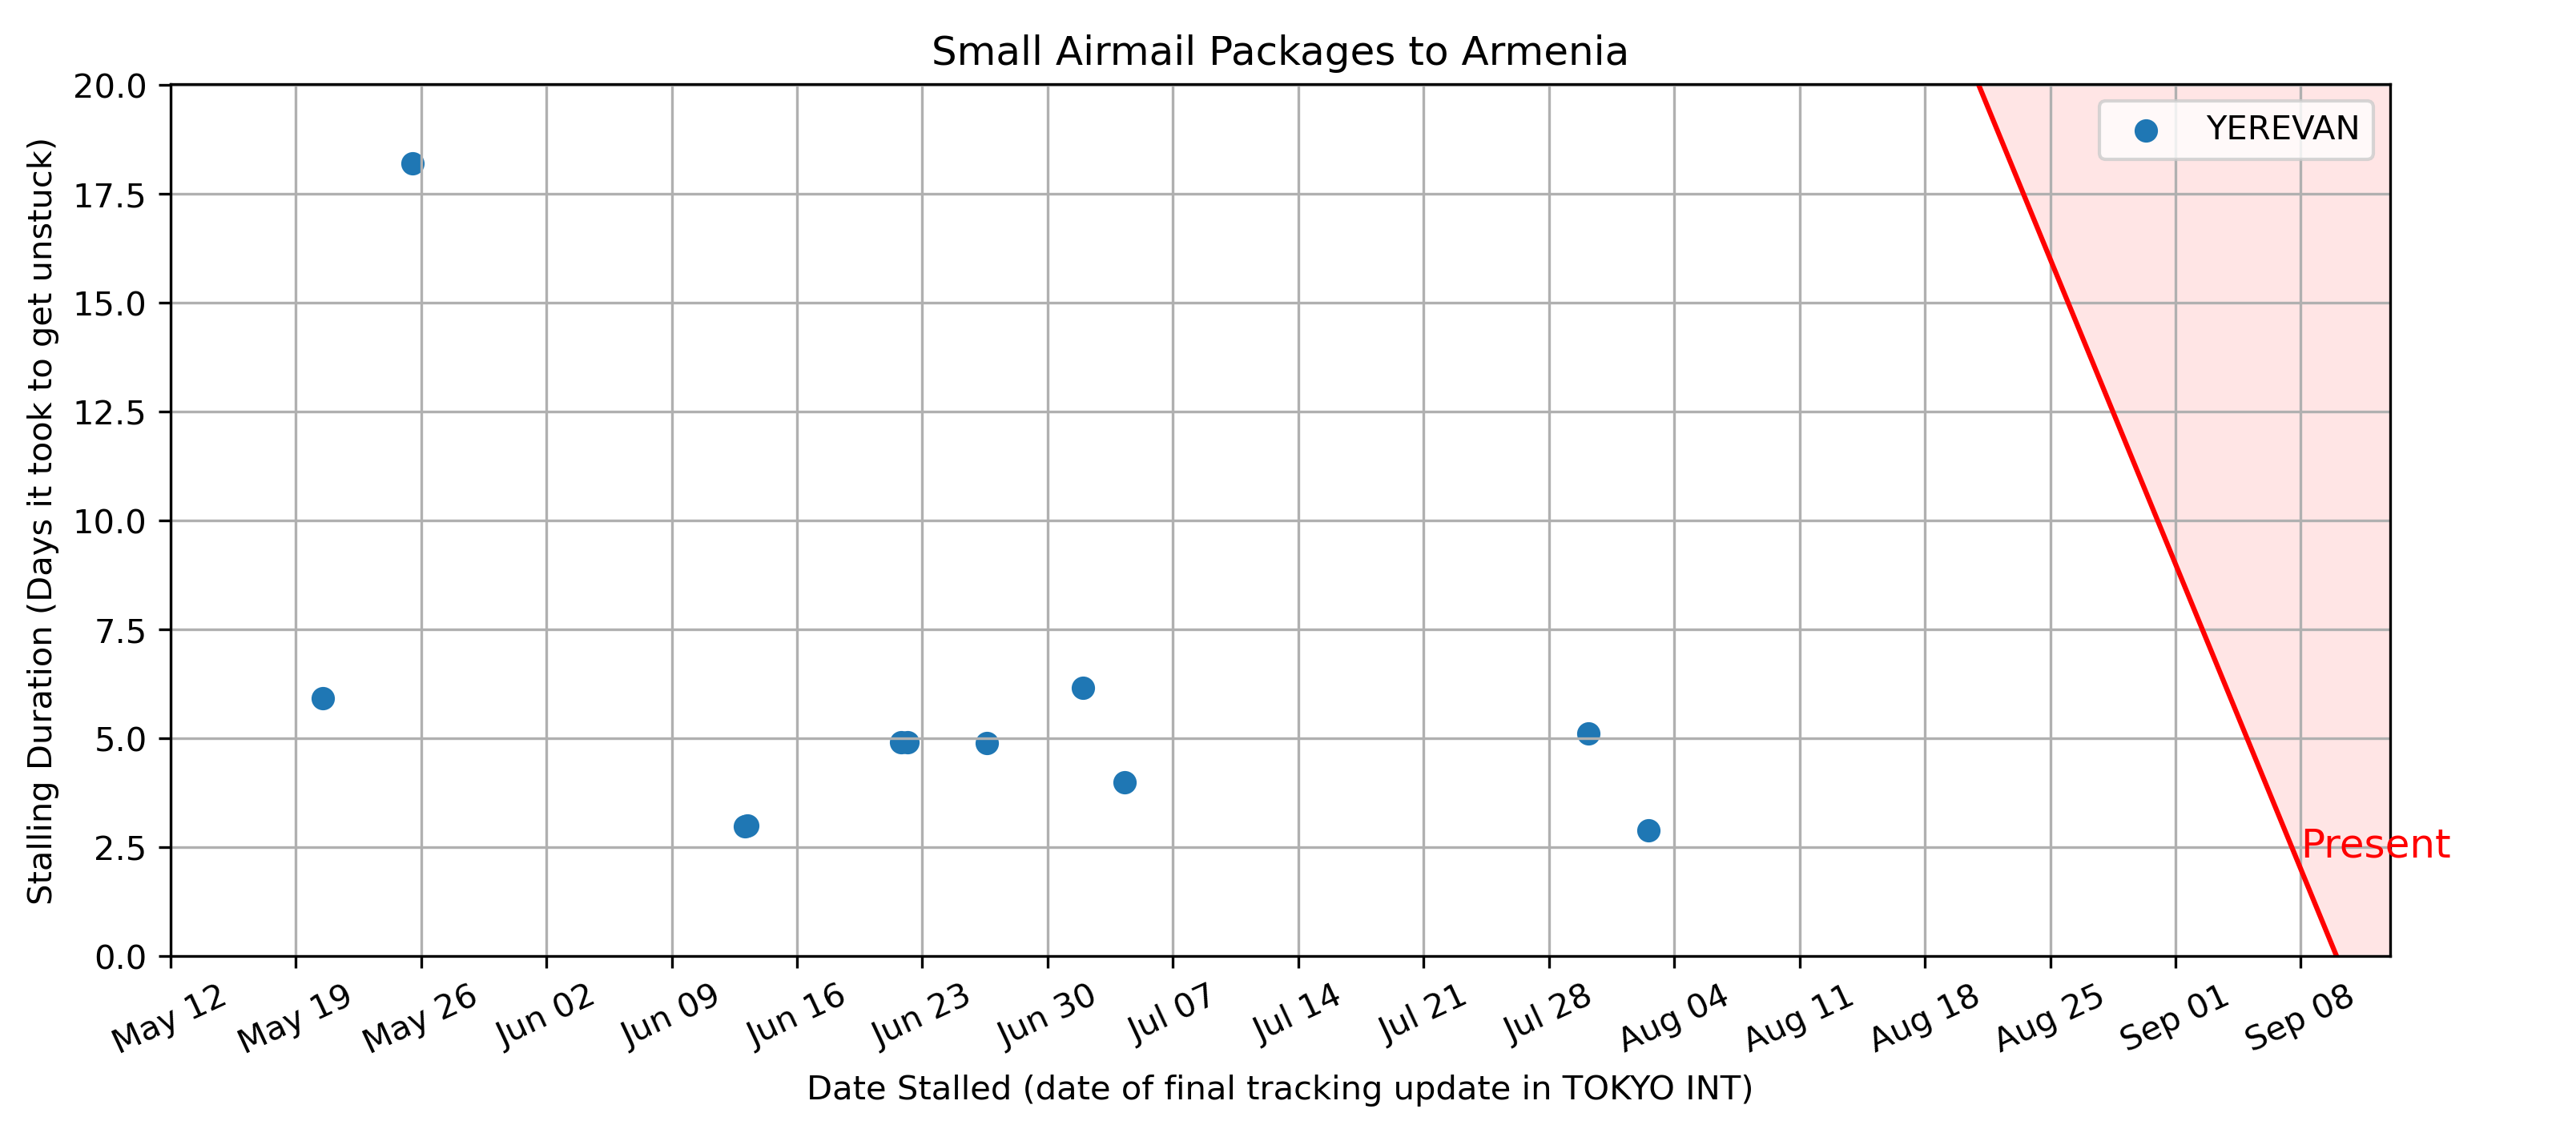 Small Airmail Packages to Armenia
Stalling Duration (Days it took to get unstuck)
20.0
17.5
15.0
12.5
10.0
7.5
5.0
2.5
0.0
YEREVAN
Present
May 12
May 19
May 26
Jun 02
Jun 09
Jun 16
Jun 23
Jun 30
Jul 07
Jul 14
Jul 21
Jul 28
Aug 04
Aug 11
Aug 18
Aug 25
Sep 01
Sep 08
Date Stalled (date of final tracking update in TOKYO INT)